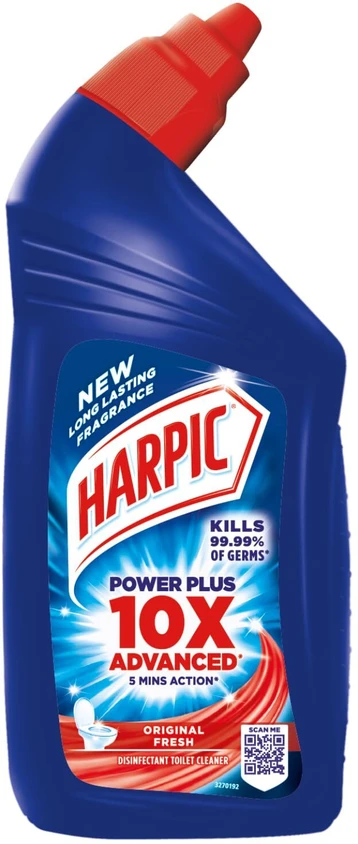 NEW
LONG LASTING
FRAGRANCE
HARPIC
KILLS
99.99%
OF GERMS*
POWER PLUS
10X
ADVANCED*
5 MINS ACTION*
ORIGINAL
FRESH
DISINFECTANT TOILET CLEANER
SCAN ME
3270192